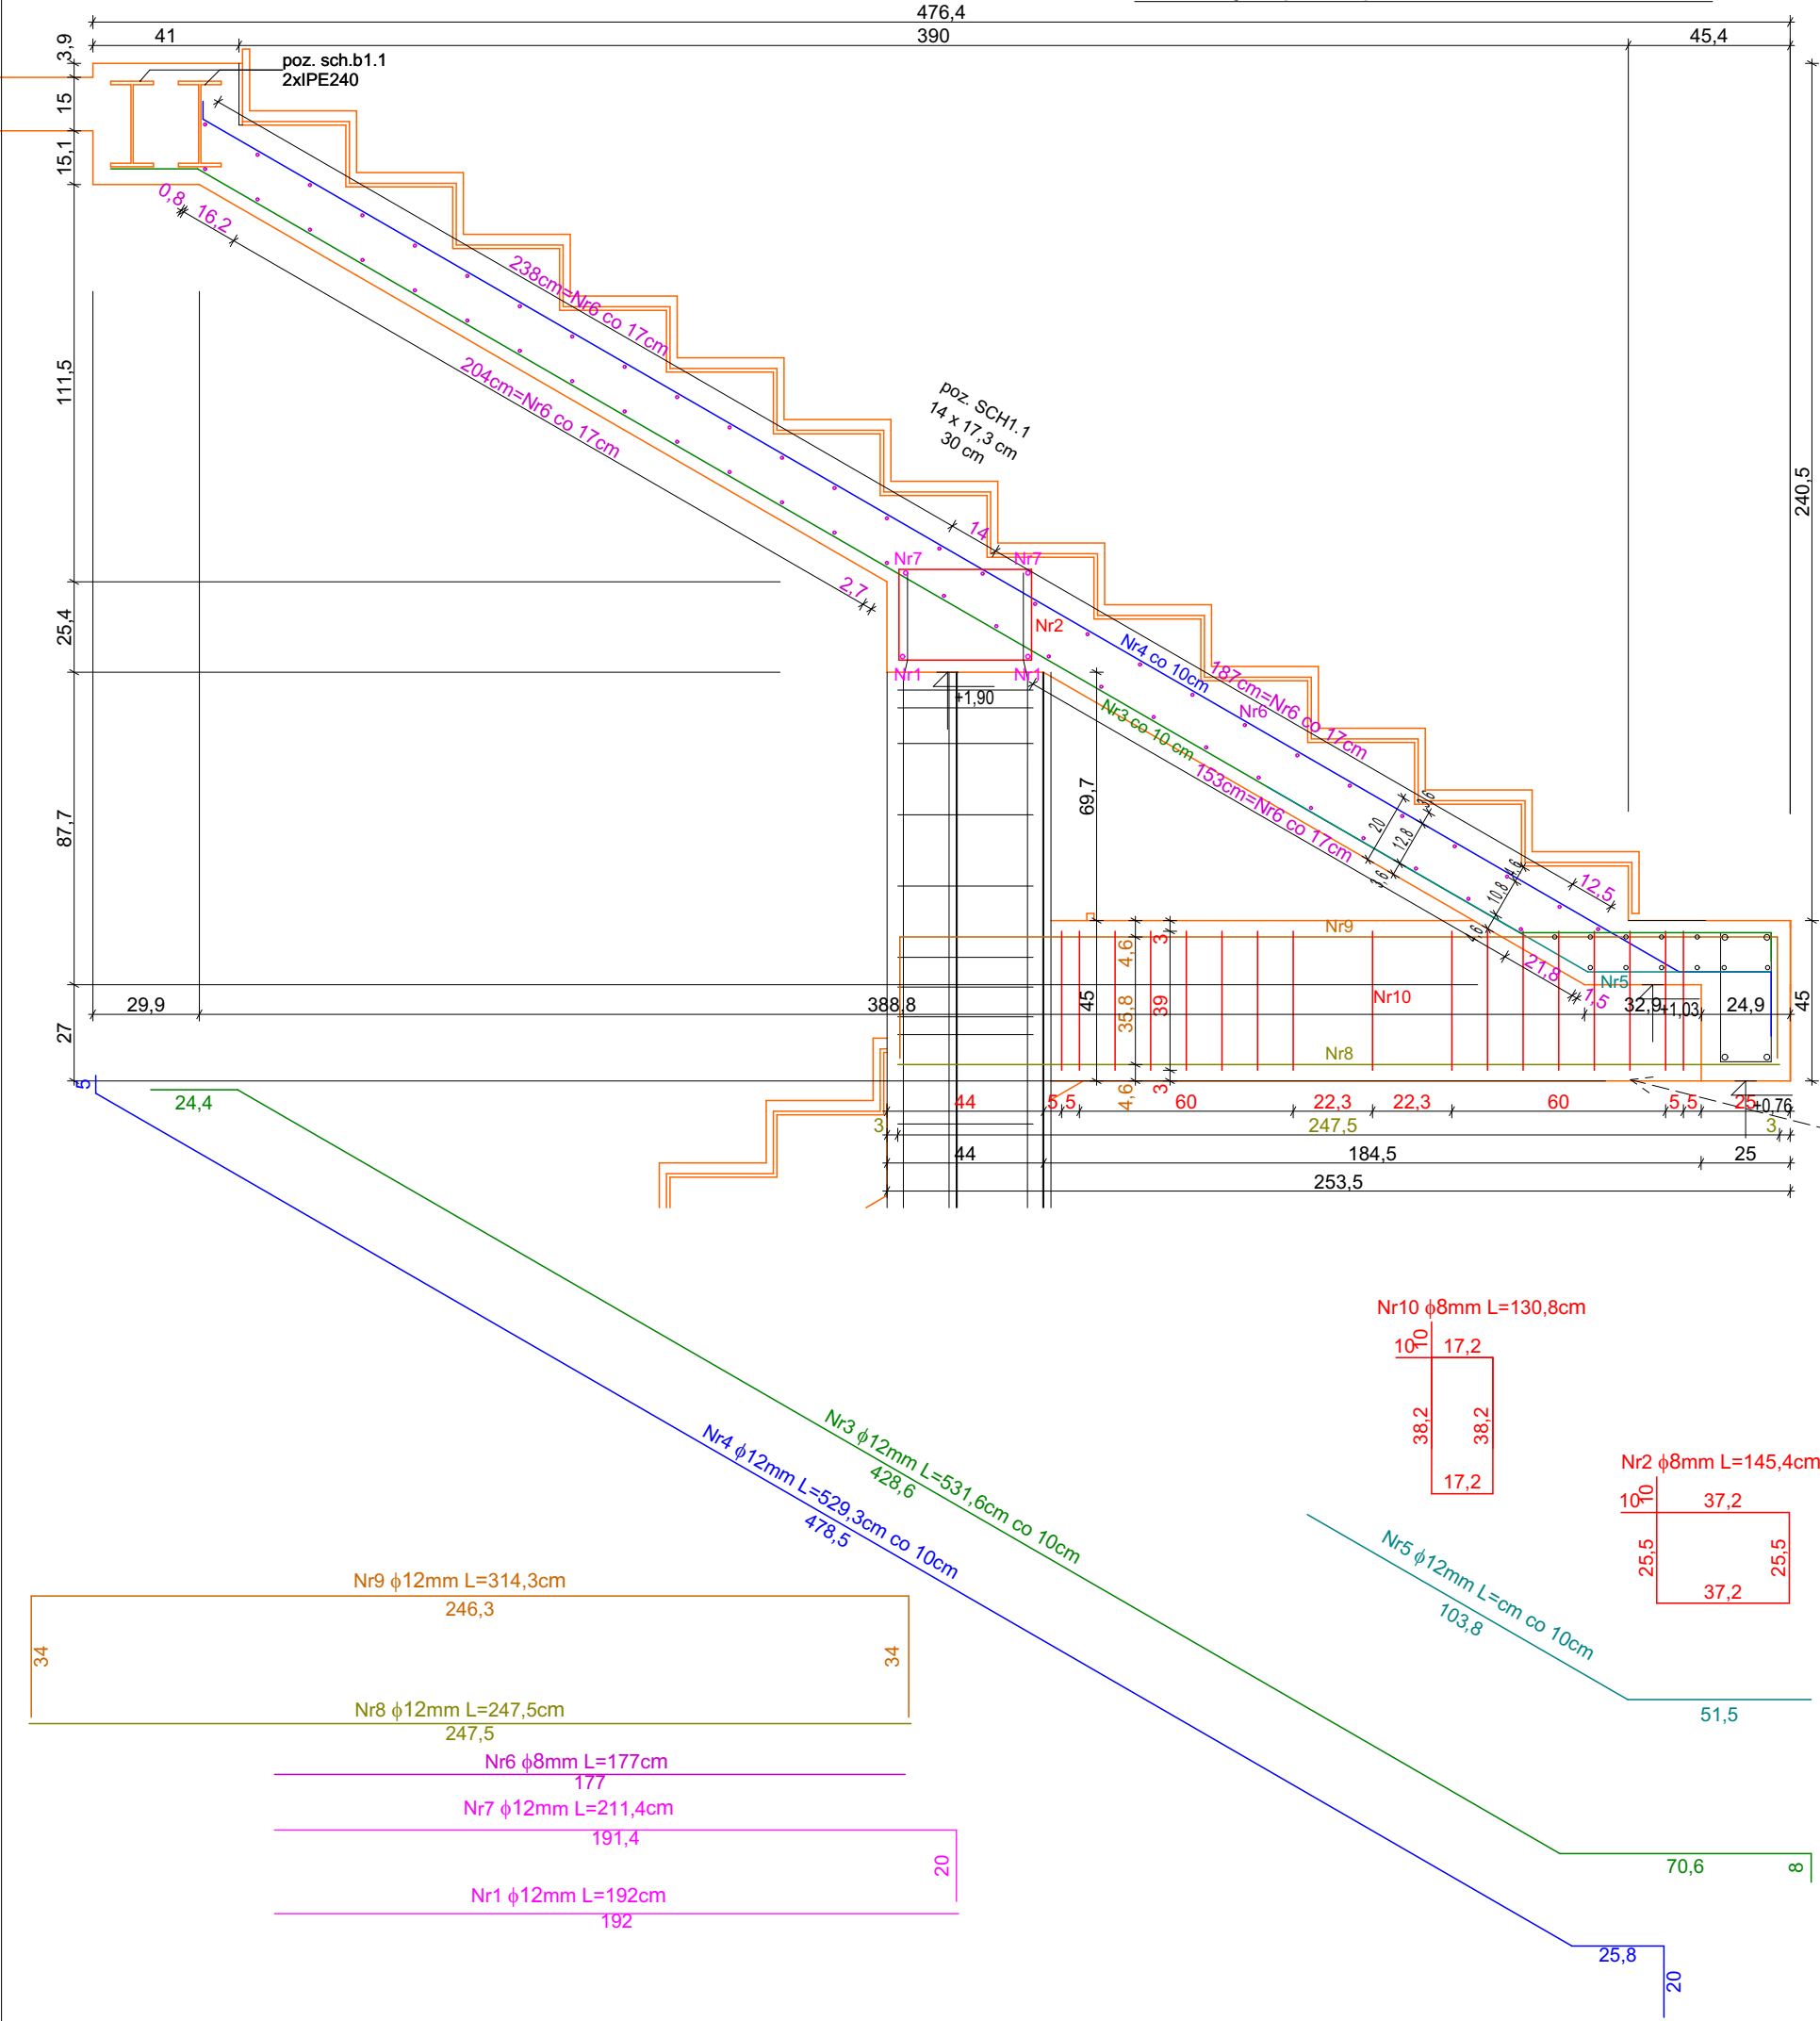 476,4
41
390
45,4
3,9
15
15,1
111,5
25,4
87,7
27
240,5
45
poz. sch.b1.1
2xIPE240
0,8
16,2
238cm=Nr6 co 17cm
204cm=Nr6 co 17cm
2,7
14
poz. SCH1.1
14 x 17,3 cm
30 cm
Nr7
Nr7
Nr2
Nr1
Nr1
+1,90
Nr4 co 10cm
187cm=Nr6 co 17cm
Nr6
Nr3 co 10 cm
153cm=Nr6 co 17cm
69,7
20
3,6
12,8
3,6
4,6
10,8
4,6
12,5
21,8
1,5
Nr9
Nr5
Nr10
Nr8
4,6
35,8
4,6
3
39
3
45
29,9
388,8
32,9
+1,03
24,9
44
5,5
60
22,3
22,3
60
5,5
25
+0,76
3
247,5
3
44
184,5
25
253,5
5
24,4
Nr10 ϕ8mm L=130,8cm
10
10
17,2
38,2
38,2
17,2
Nr2 ϕ8mm L=145,4cm
10
10
37,2
25,5
25,5
37,2
Nr3 ϕ12mm L=531,6cm co 10cm
428,6
Nr4 ϕ12mm L=529,3cm co 10cm
478,5
Nr5 ϕ12mm L=cm co 10cm
103,8
51,5
Nr9 ϕ12mm L=314,3cm
246,3
34
34
Nr8 ϕ12mm L=247,5cm
247,5
Nr6 ϕ8mm L=177cm
177
Nr7 ϕ12mm L=211,4cm
191,4
20
Nr1 ϕ12mm L=192cm
192
70,6
8
25,8
20